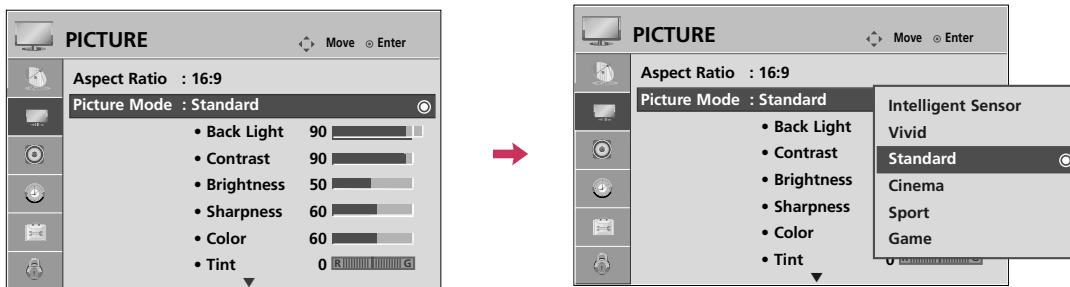 PICTURE Move Enter
Aspect Ratio : 16:9
Picture Mode : Standard
• Back Light 90
• Contrast 90
• Brightness 50
• Sharpness 60
• Color 60
• Tint 0 R G
PICTURE Move Enter
Aspect Ratio : 16:9
Picture Mode : Standard
• Back Light
• Contrast
• Brightness
• Sharpness
• Color
• Tint 0
Intelligent Sensor
Vivid
Standard
Cinema
Sport
Game